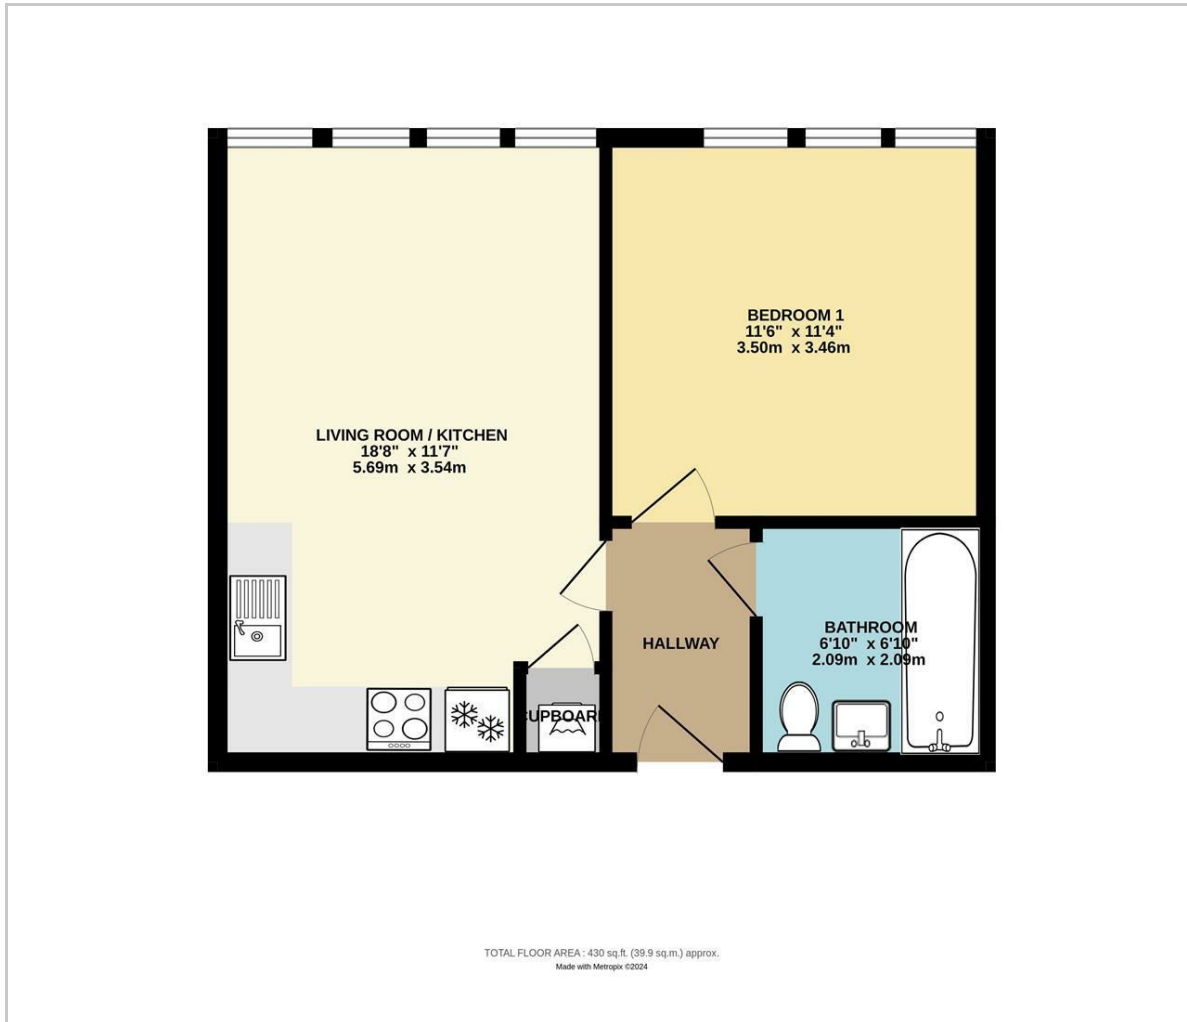 BEDROOM 1
11'6" x 11'4"
3.50m x 3.46m
LIVING ROOM / KITCHEN
18'8" x 11'7"
5.69m x 3.54m
HALLWAY
BATHROOM
6'10" x 6'10"
2.09m x 2.09m
CUPBOARD
TOTAL FLOOR AREA : 430 sq.ft. (39.9 sq.m.) approx.
Made with Metropix ©2024